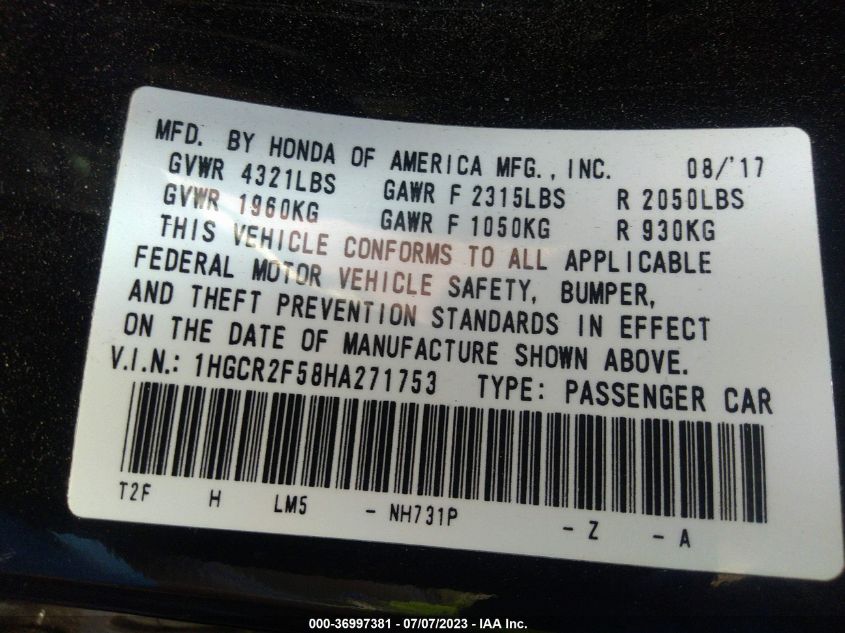 MFD. BY HONDA OF AMERICA MFG., INC. 08/'17
GVWR 4321LBS GAWR F 2315LBS R 2050LBS
GVWR 1960KG GAWR F 1050KG R 930KG
THIS VEHICLE CONFORMS TO ALL APPLICABLE
FEDERAL MOTOR VEHICLE SAFETY, BUMPER,
AND THEFT PREVENTION STANDARDS IN EFFECT
ON THE DATE OF MANUFACTURE SHOWN ABOVE.
V.I.N.: 1HGCR2F58HA271753 TYPE: PASSENGER CAR
T2F H LM5 - NH731P - Z - A
000-36997381 - 07/07/2023 - IAA Inc.